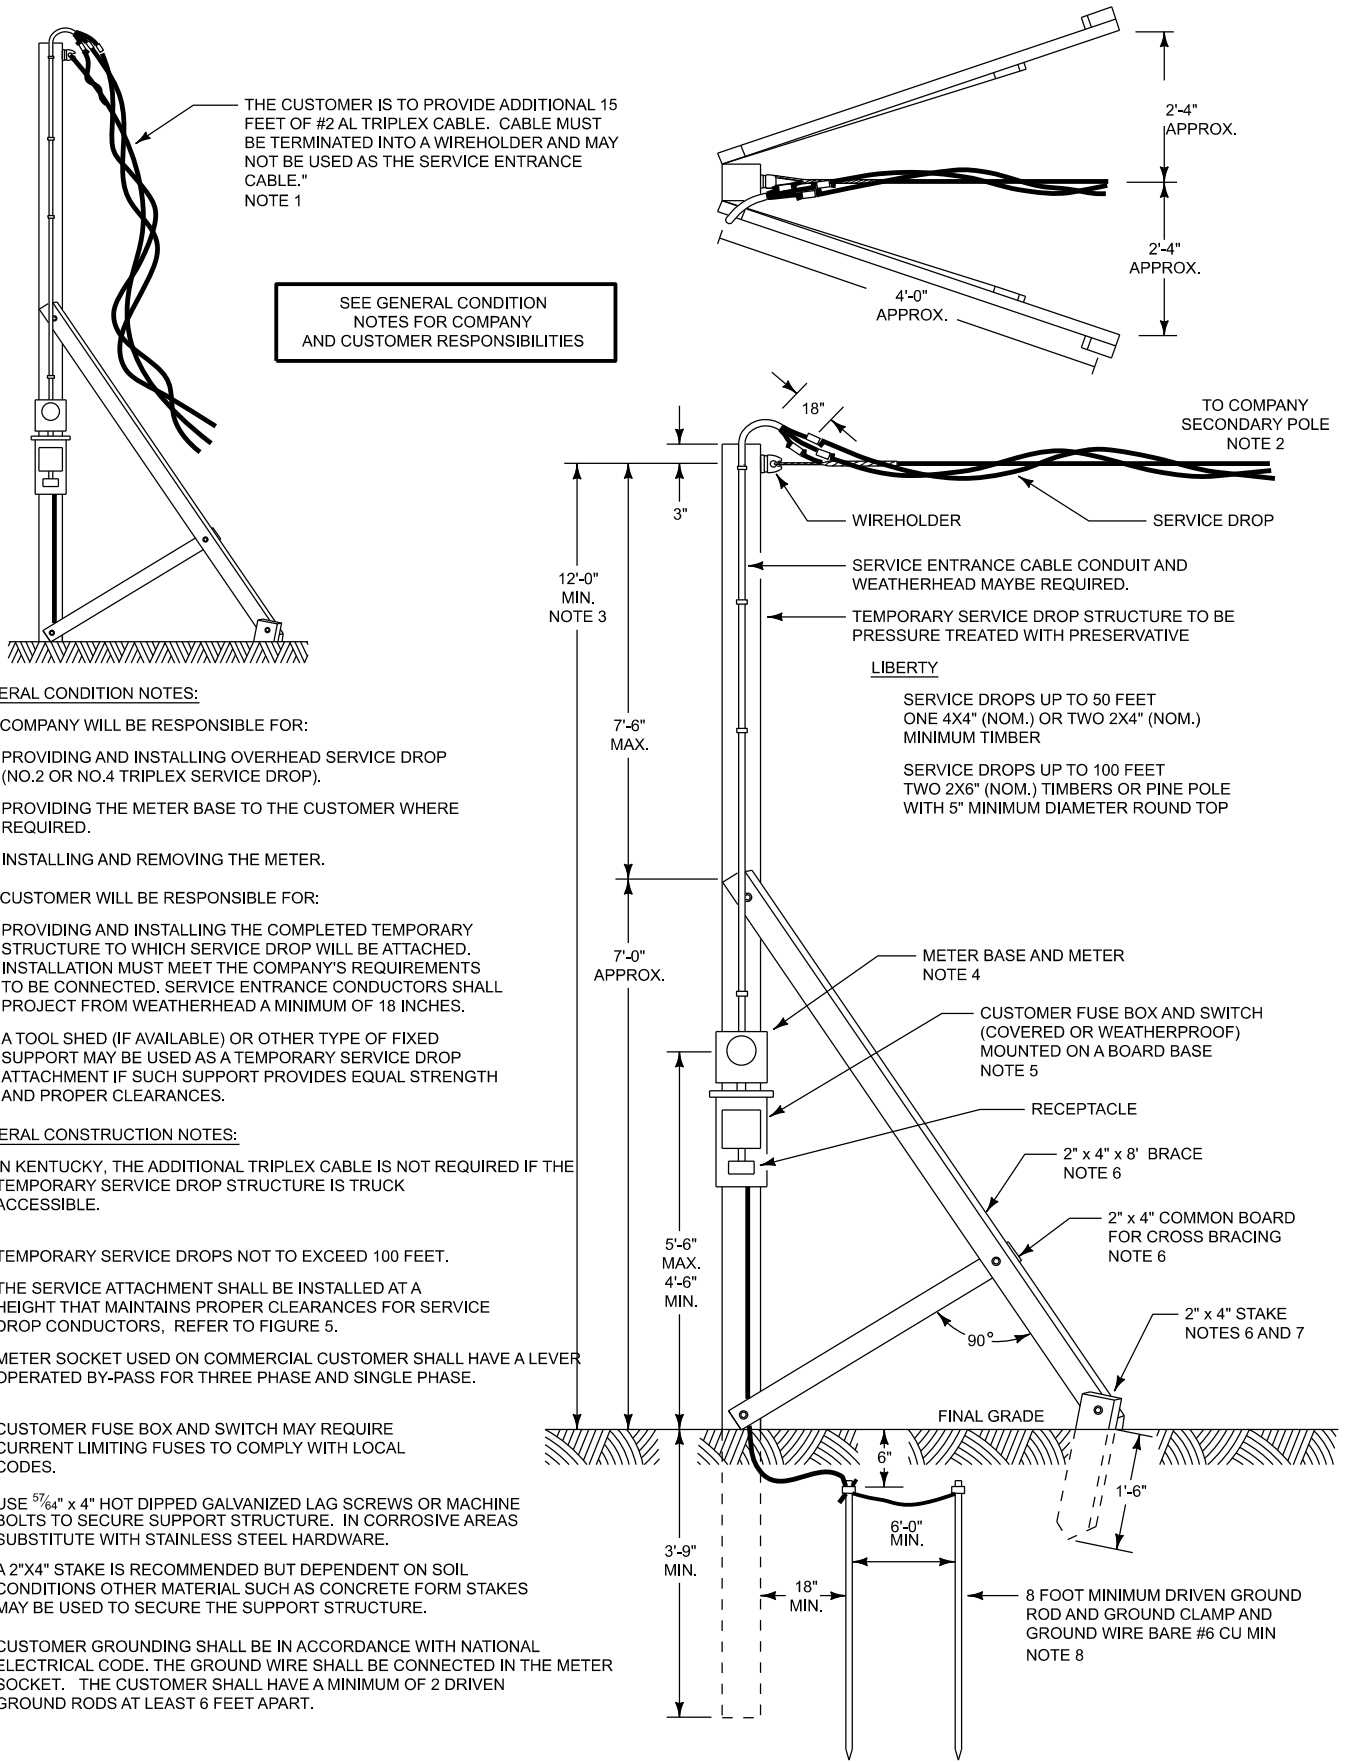 THE CUSTOMER IS TO PROVIDE ADDITIONAL 15
FEET OF #2 AL TRIPLEX CABLE. CABLE MUST
BE TERMINATED INTO A WIREHOLDER AND MAY
NOT BE USED AS THE SERVICE ENTRANCE
CABLE."
NOTE 1
SEE GENERAL CONDITION
NOTES FOR COMPANY
AND CUSTOMER RESPONSIBILITIES
2'-4"
APPROX.
2'-4"
APPROX.
4'-0"
APPROX.
18"
TO COMPANY
SECONDARY POLE
NOTE 2
3"
WIREHOLDER
SERVICE DROP
12'-0"
MIN.
NOTE 3
SERVICE ENTRANCE CABLE CONDUIT AND
WEATHERHEAD MAYBE REQUIRED.
TEMPORARY SERVICE DROP STRUCTURE TO BE
PRESSURE TREATED WITH PRESERVATIVE
LIBERTY
SERVICE DROPS UP TO 50 FEET
ONE 4X4" (NOM.) OR TWO 2X4" (NOM.)
MINIMUM TIMBER
SERVICE DROPS UP TO 100 FEET
TWO 2X6" (NOM.) TIMBERS OR PINE POLE
WITH 5" MINIMUM DIAMETER ROUND TOP
7'-6"
MAX.
7'-0"
APPROX.
METER BASE AND METER
NOTE 4
CUSTOMER FUSE BOX AND SWITCH
(COVERED OR WEATHERPROOF)
MOUNTED ON A BOARD BASE
NOTE 5
RECEPTACLE
2" x 4" x 8' BRACE
NOTE 6
2" x 4" COMMON BOARD
FOR CROSS BRACING
NOTE 6
5'-6"
MAX.
4'-6"
MIN.
90°
2" x 4" STAKE
NOTES 6 AND 7
FINAL GRADE
6"
1'-6"
6'-0"
MIN.
3'-9"
MIN.
18"
MIN.
8 FOOT MINIMUM DRIVEN GROUND
ROD AND GROUND CLAMP AND
GROUND WIRE BARE #6 CU MIN
NOTE 8
ERAL CONDITION NOTES:
COMPANY WILL BE RESPONSIBLE FOR:
PROVIDING AND INSTALLING OVERHEAD SERVICE DROP
(NO.2 OR NO.4 TRIPLEX SERVICE DROP).
PROVIDING THE METER BASE TO THE CUSTOMER WHERE
REQUIRED.
INSTALLING AND REMOVING THE METER.
CUSTOMER WILL BE RESPONSIBLE FOR:
PROVIDING AND INSTALLING THE COMPLETED TEMPORARY
STRUCTURE TO WHICH SERVICE DROP WILL BE ATTACHED.
INSTALLATION MUST MEET THE COMPANY'S REQUIREMENTS
TO BE CONNECTED. SERVICE ENTRANCE CONDUCTORS SHALL
PROJECT FROM WEATHERHEAD A MINIMUM OF 18 INCHES.
A TOOL SHED (IF AVAILABLE) OR OTHER TYPE OF FIXED
SUPPORT MAY BE USED AS A TEMPORARY SERVICE DROP
ATTACHMENT IF SUCH SUPPORT PROVIDES EQUAL STRENGTH
AND PROPER CLEARANCES.
ERAL CONSTRUCTION NOTES:
N KENTUCKY, THE ADDITIONAL TRIPLEX CABLE IS NOT REQUIRED IF THE
TEMPORARY SERVICE DROP STRUCTURE IS TRUCK
ACCESSIBLE.
TEMPORARY SERVICE DROPS NOT TO EXCEED 100 FEET.
THE SERVICE ATTACHMENT SHALL BE INSTALLED AT A
HEIGHT THAT MAINTAINS PROPER CLEARANCES FOR SERVICE
DROP CONDUCTORS, REFER TO FIGURE 5.
METER SOCKET USED ON COMMERCIAL CUSTOMER SHALL HAVE A LEVER
OPERATED BY-PASS FOR THREE PHASE AND SINGLE PHASE.
CUSTOMER FUSE BOX AND SWITCH MAY REQUIRE
CURRENT LIMITING FUSES TO COMPLY WITH LOCAL
CODES.
USE 57/64" x 4" HOT DIPPED GALVANIZED LAG SCREWS OR MACHINE
BOLTS TO SECURE SUPPORT STRUCTURE. IN CORROSIVE AREAS
SUBSTITUTE WITH STAINLESS STEEL HARDWARE.
A 2"X4" STAKE IS RECOMMENDED BUT DEPENDENT ON SOIL
CONDITIONS OTHER MATERIAL SUCH AS CONCRETE FORM STAKES
MAY BE USED TO SECURE THE SUPPORT STRUCTURE.
CUSTOMER GROUNDING SHALL BE IN ACCORDANCE WITH NATIONAL
ELECTRICAL CODE. THE GROUND WIRE SHALL BE CONNECTED IN THE METER
SOCKET. THE CUSTOMER SHALL HAVE A MINIMUM OF 2 DRIVEN
GROUND RODS AT LEAST 6 FEET APART.